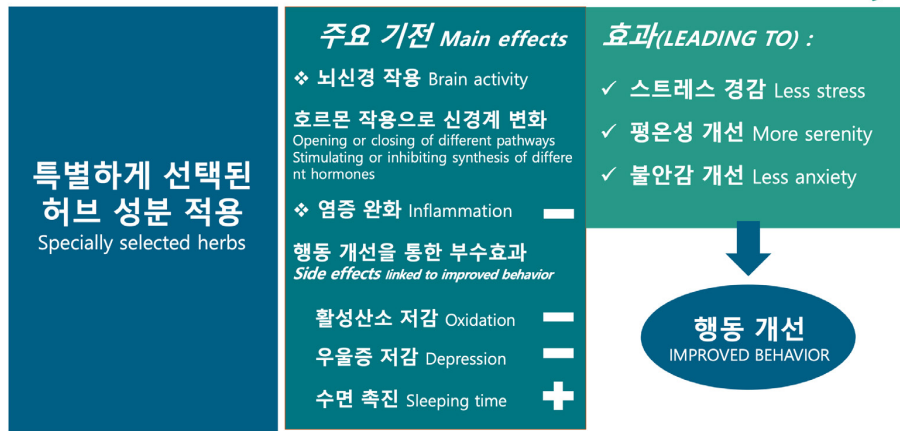 특별하게 선택된
허브 성분 적용
Specially selected herbs
주요 기전 Main effects
❖ 뇌신경 작용 Brain activity
호르몬 작용으로 신경계 변화
Opening or closing of different pathways
Stimulating or inhibiting synthesis of differe
nt hormones
❖ 염증 완화 Inflammation −
행동 개선을 통한 부수효과
Side effects linked to improved behavior
활성산소 저감 Oxidation −
우울증 저감 Depression −
수면 촉진 Sleeping time +
효과(LEADING TO) :
✓ 스트레스 경감 Less stress
✓ 평온성 개선 More serenity
✓ 불안감 개선 Less anxiety
행동 개선
IMPROVED BEHAVIOR